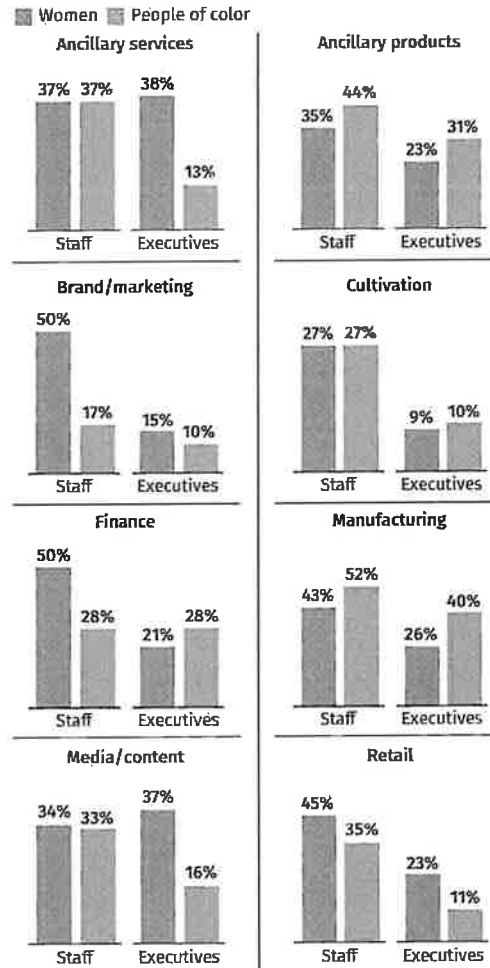 Women People of color
Ancillary services
37% 37% 38% 13%
Staff Executives
Ancillary products
35% 44% 23% 31%
Staff Executives
Brand/marketing
50% 17% 15% 10%
Staff Executives
Cultivation
27% 27% 9% 10%
Staff Executives
Finance
50% 28% 21% 28%
Staff Executives
Manufacturing
43% 52% 26% 40%
Staff Executives
Media/content
34% 33% 37% 16%
Staff Executives
Retail
45% 35% 23% 11%
Staff Executives